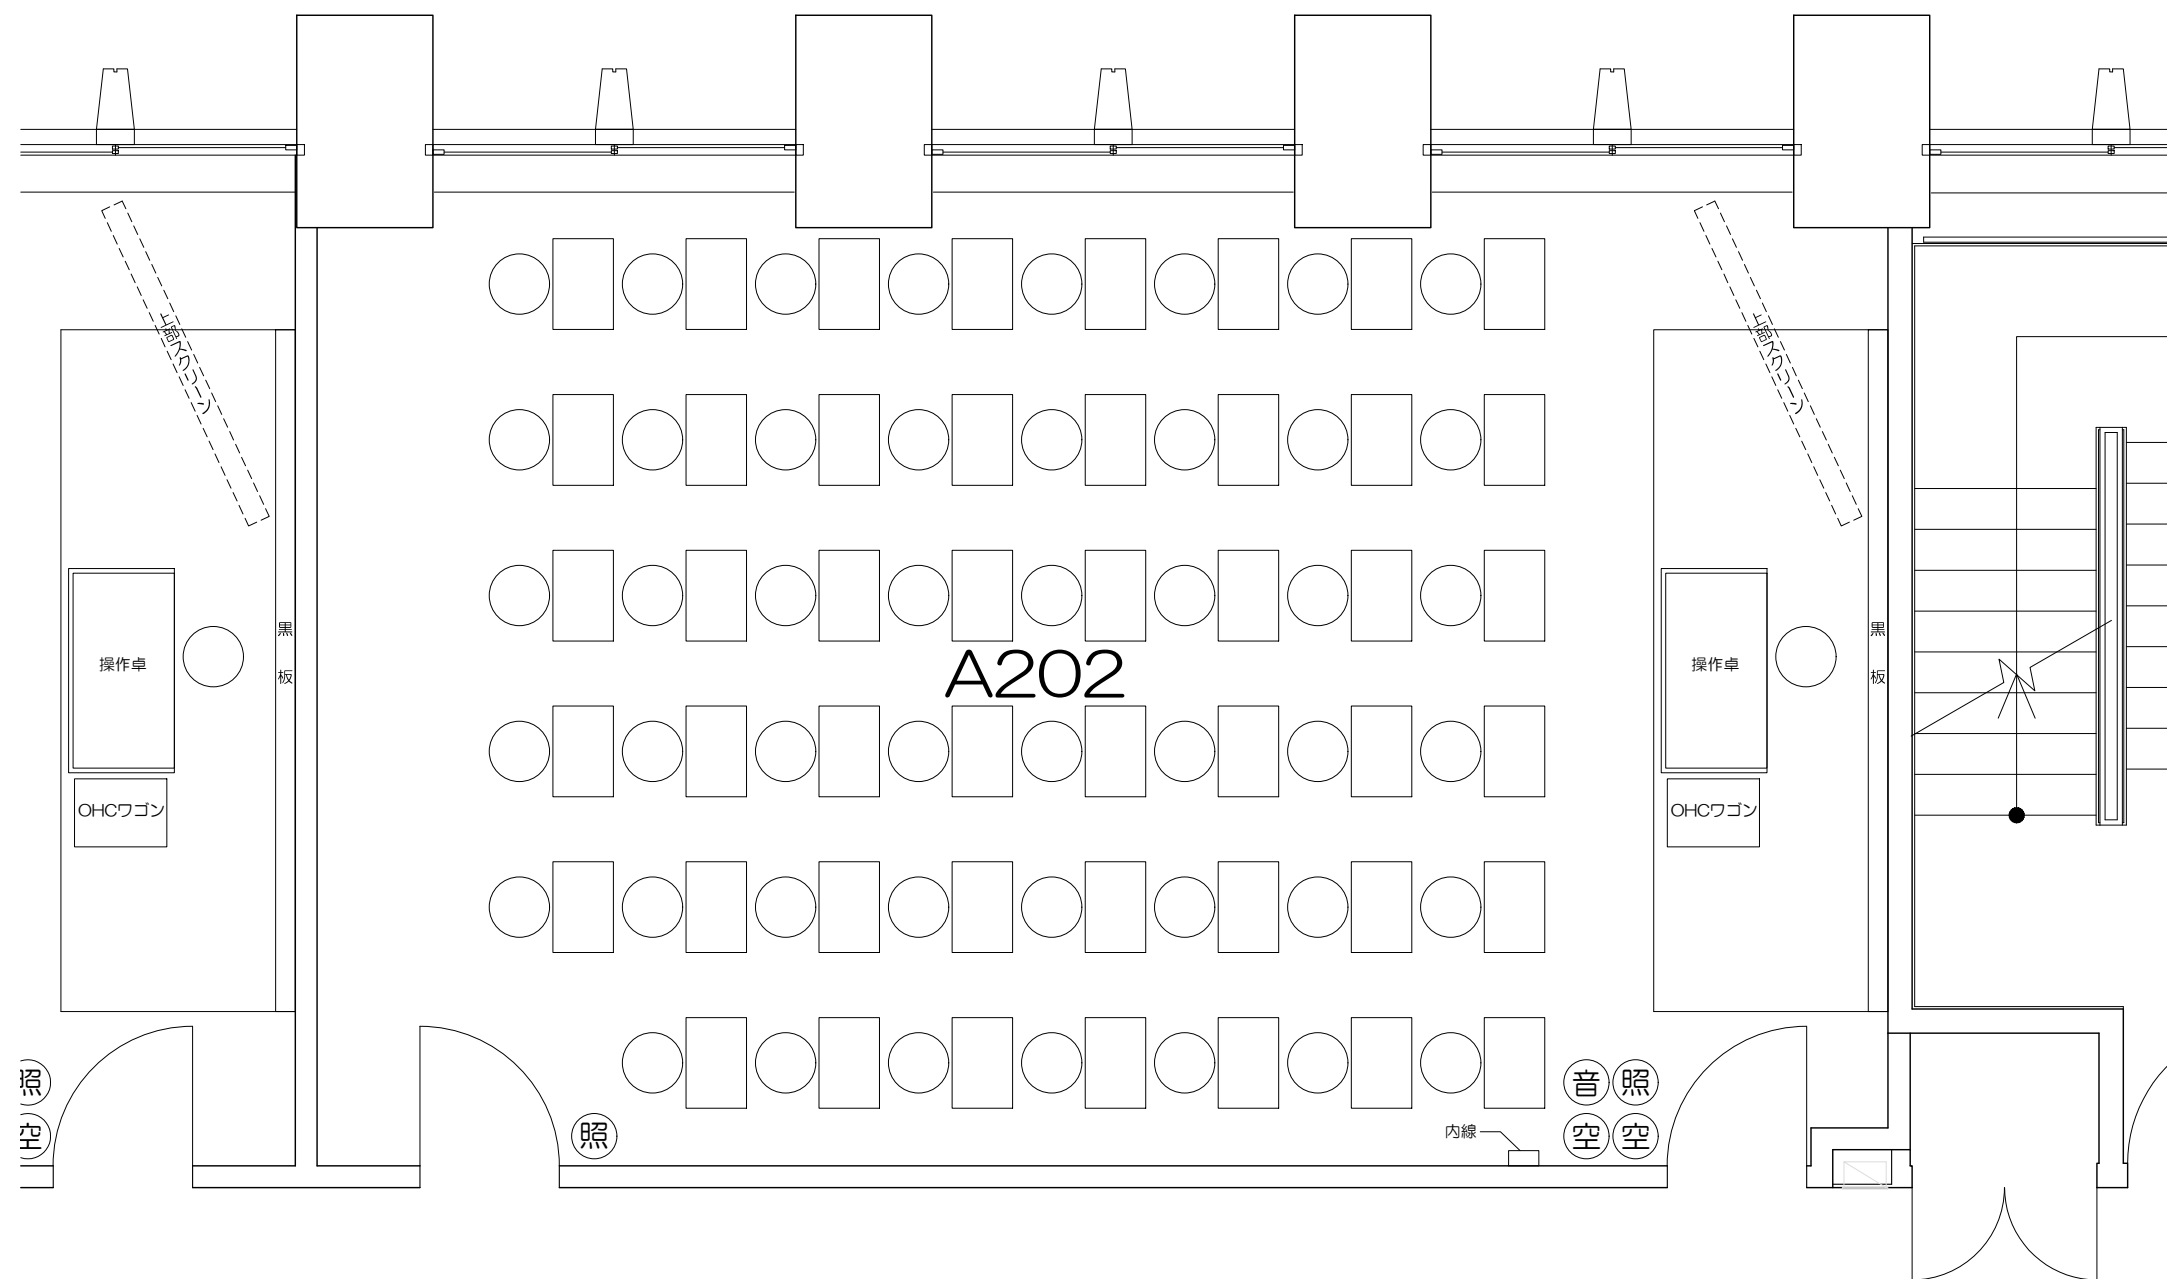 上部スクリーン
上部スクリーン
黒板
黒板
操作卓
A202
操作卓
OHCワゴン
OHCワゴン
照
音 照
空
照
内線
空 空